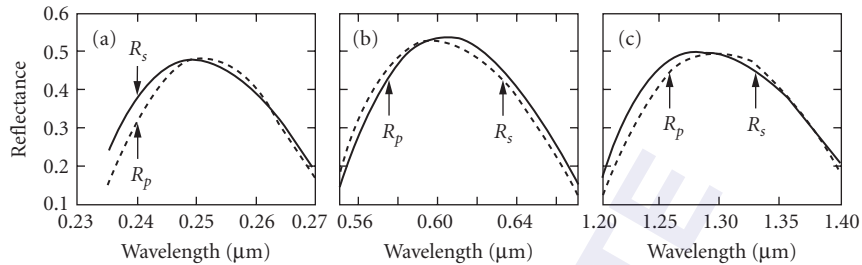 Reflectance
0.6
0.5
0.4
0.3
0.2
0.1
(a)
R_s
R_p
0.23 0.24 0.25 0.26 0.27
Wavelength (μm)
(b)
R_p
R_s
0.56 0.60 0.64
Wavelength (μm)
(c)
R_p
R_s
1.20 1.25 1.30 1.35 1.40
Wavelength (μm)
TE